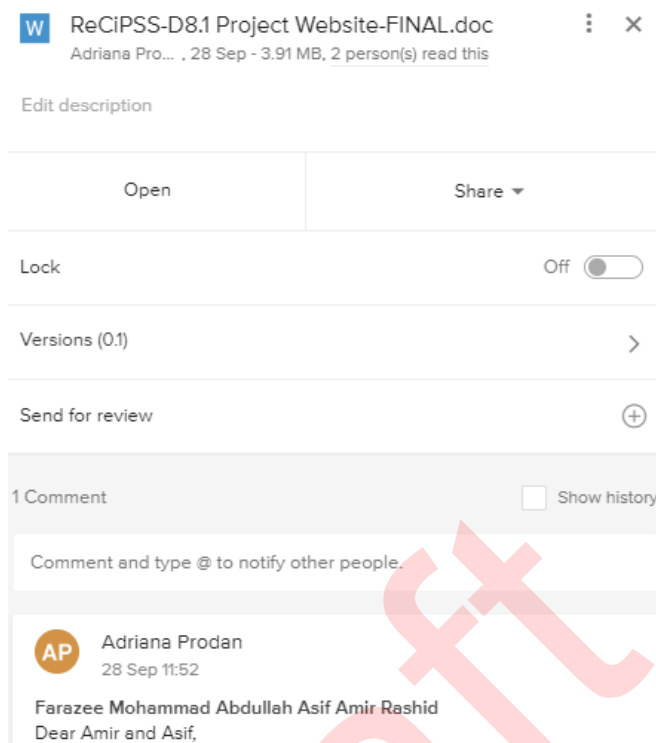 W ReCiPSS-D8.1 Project Website-FINAL.doc
Adriana Pro... , 28 Sep - 3.91 MB, 2 person(s) read this
Edit description
Open Share
Lock Off
Versions (0.1)
Send for review
1 Comment Show history
Comment and type @ to notify other people.
AP Adriana Prodan
28 Sep 11:52
Farazee Mohammad Abdullah Asif Amir Rashid
Dear Amir and Asif,